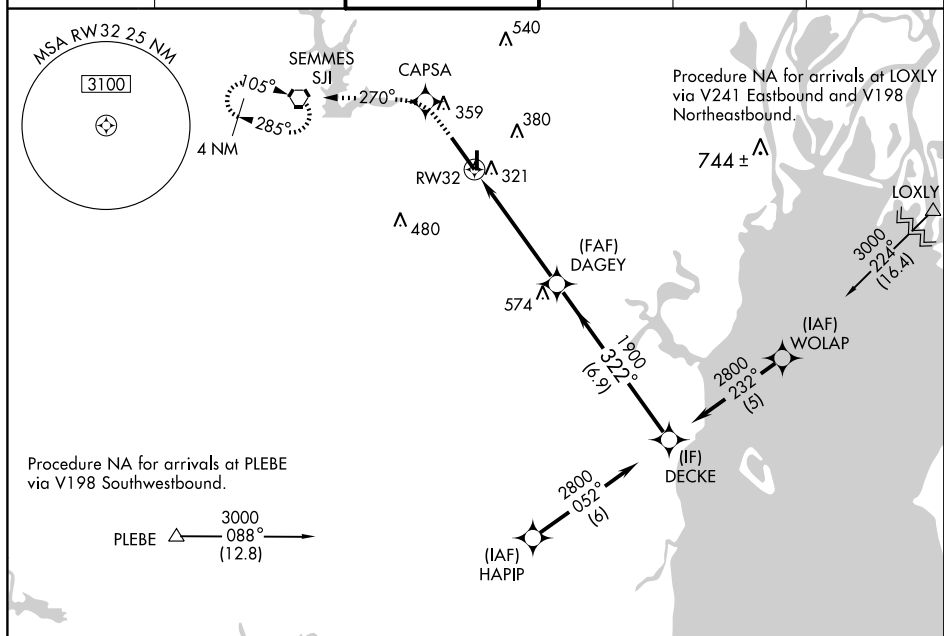 MSA RW32 25 NM
3100
540
SEMMES
SJI
CAPSA
105°
270°
359
285°
4 NM
380
RW32
321
480
Procedure NA for arrivals at LOXLY
via V241 Eastbound and V198
Northeastbound.
744 ±
LOXLY
3000
224°
(16.4)
(FAF)
DAGEY
574
1900
322°
(6.9)
(IAF)
WOLAP
2800
232°
(5)
(IF)
DECKE
Procedure NA for arrivals at PLEBE
via V198 Southwestbound.
PLEBE
3000
088°
(12.8)
2800
052°
(6)
(IAF)
HAPIP